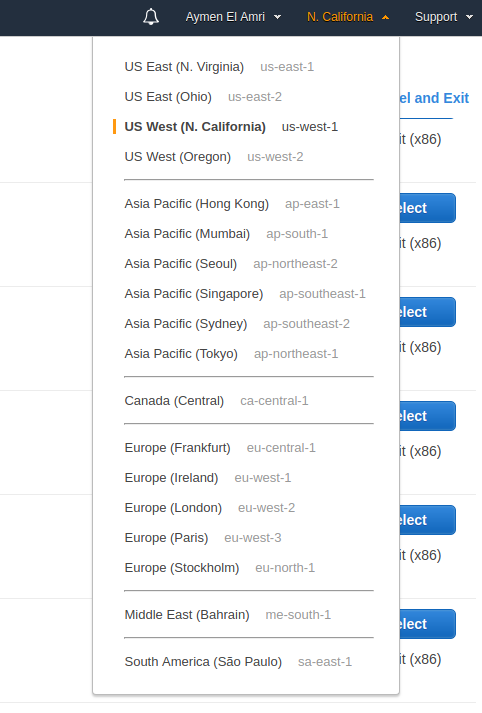 Aymen El Amri N. California Support
US East (N. Virginia) us-east-1
US East (Ohio) us-east-2
el and Exit
US West (N. California) us-west-1
it (x86)
US West (Oregon) us-west-2
Asia Pacific (Hong Kong) ap-east-1
elect
Asia Pacific (Mumbai) ap-south-1
it (x86)
Asia Pacific (Seoul) ap-northeast-2
Asia Pacific (Singapore) ap-southeast-1
elect
Asia Pacific (Sydney) ap-southeast-2
it (x86)
Asia Pacific (Tokyo) ap-northeast-1
Canada (Central) ca-central-1
elect
Europe (Frankfurt) eu-central-1
it (x86)
Europe (Ireland) eu-west-1
Europe (London) eu-west-2
elect
Europe (Paris) eu-west-3
it (x86)
Europe (Stockholm) eu-north-1
Middle East (Bahrain) me-south-1
elect
South America (São Paulo) sa-east-1
it (x86)